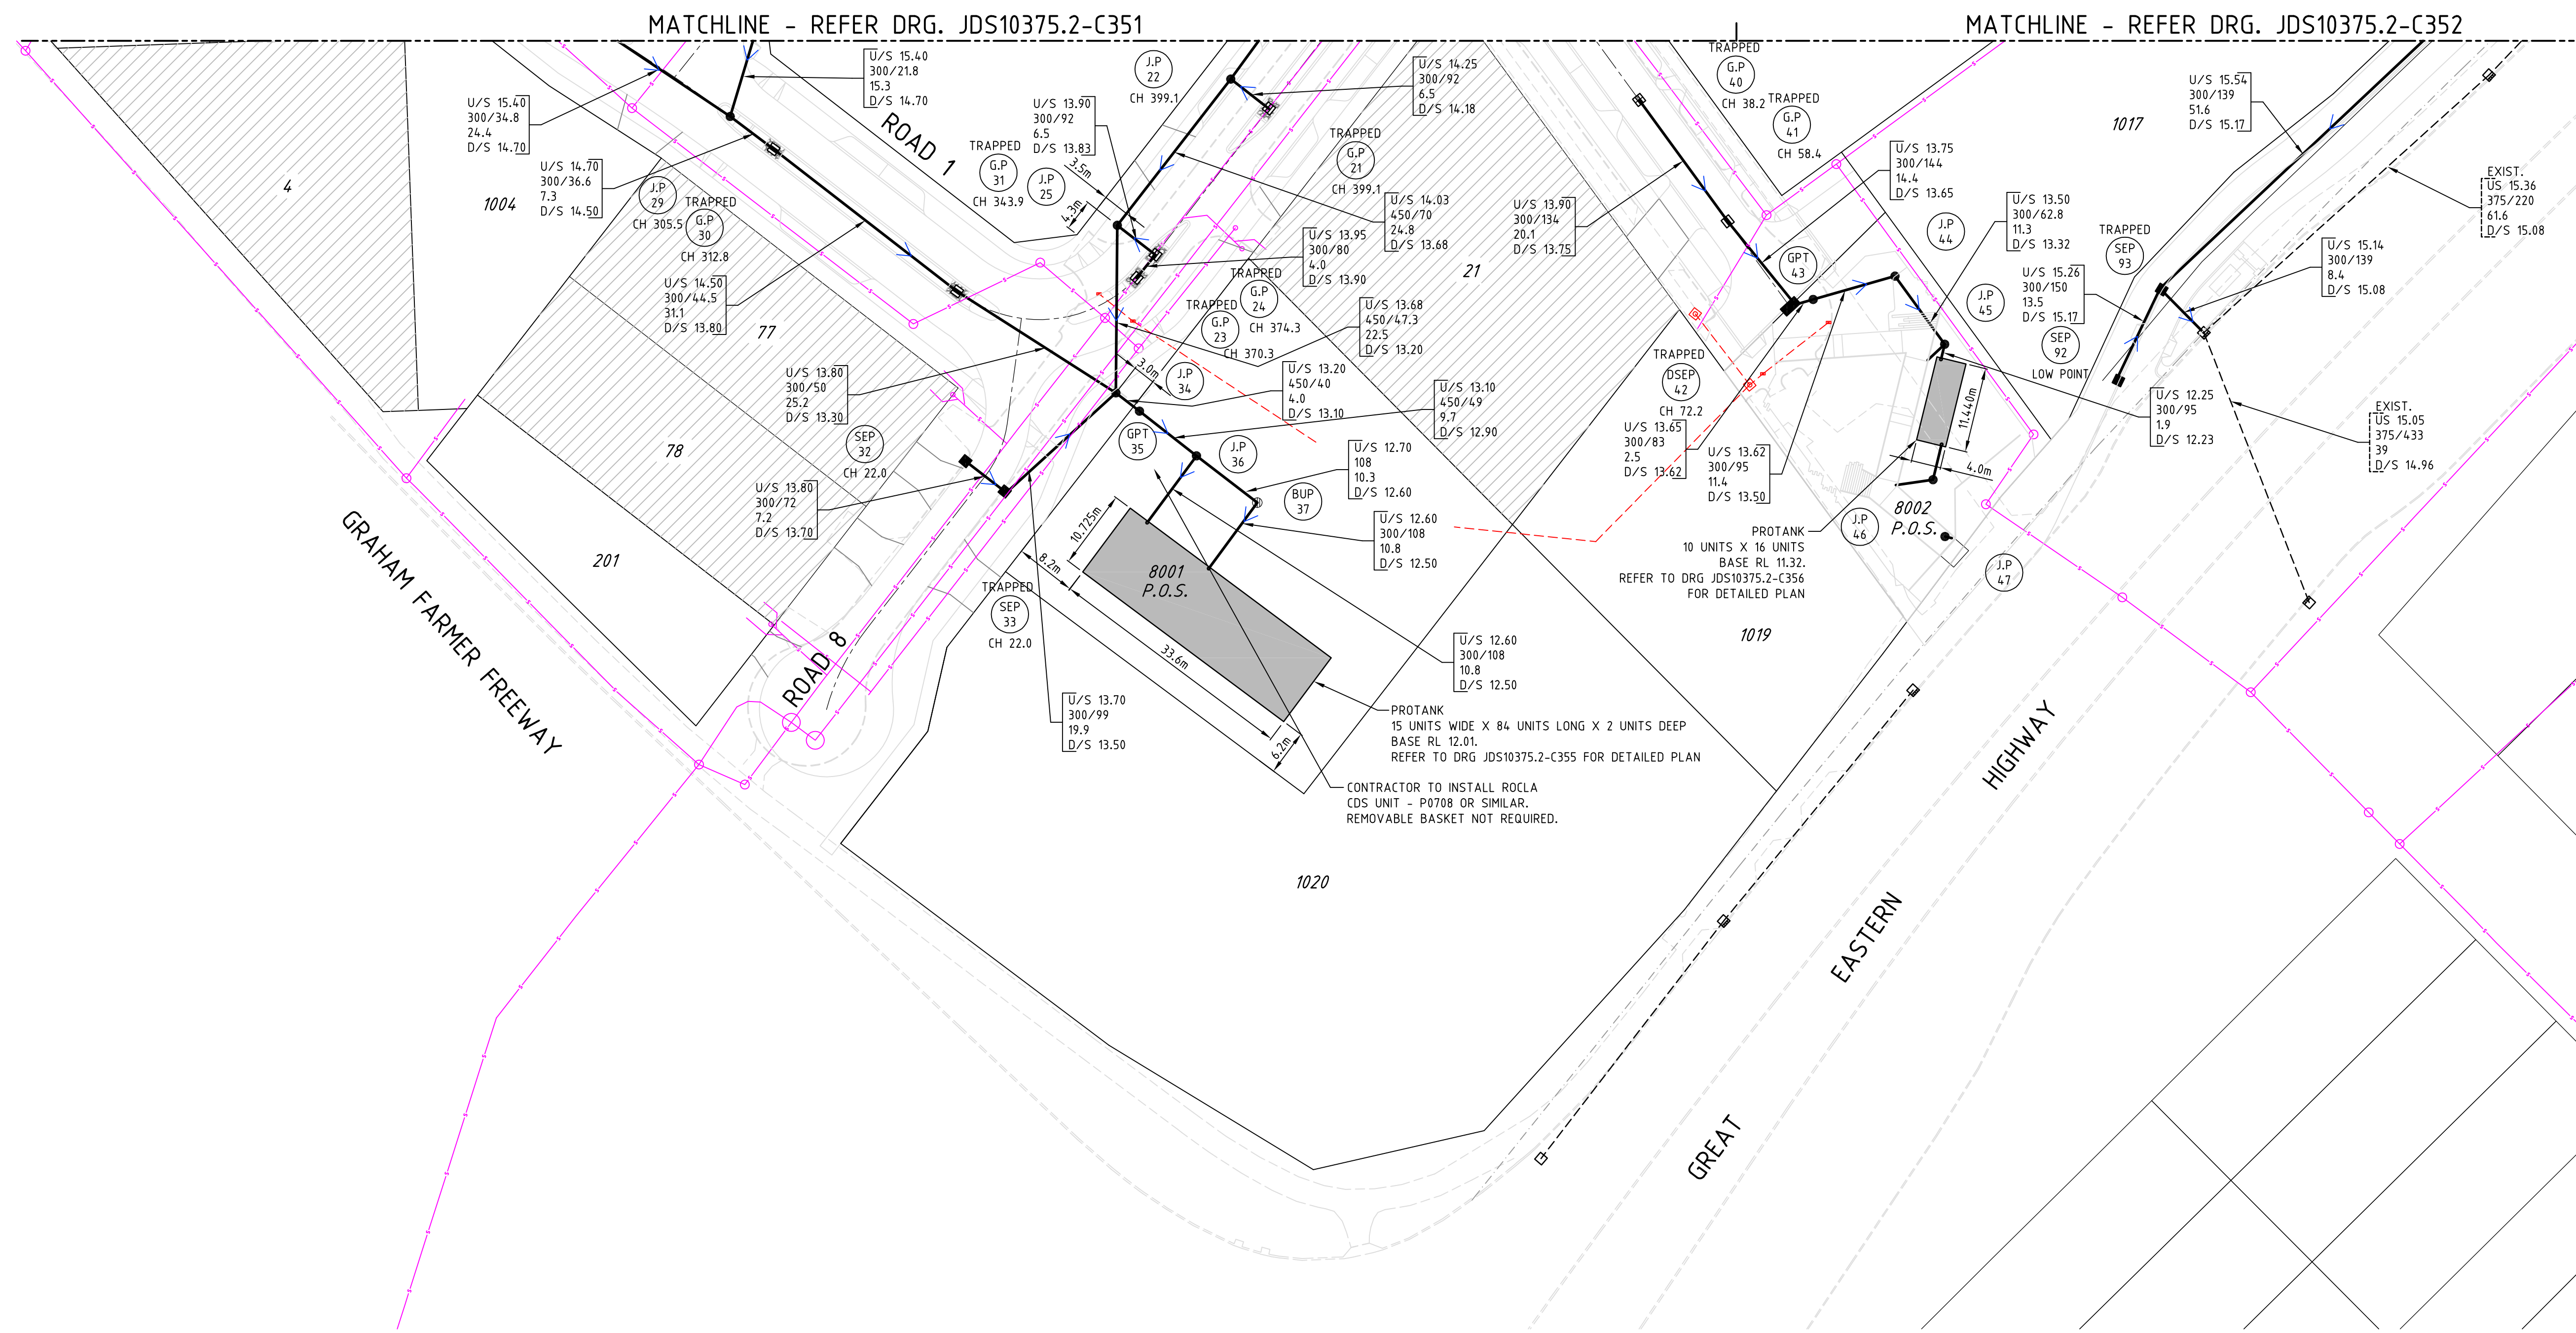 MATCHLINE - REFER DRG. JDS10375.2-C351
MATCHLINE - REFER DRG. JDS10375.2-C352
U/S 15.40
300/21.8
15.3
D/S 14.70
U/S 15.40
300/34.8
24.4
D/S 14.70
U/S 14.70
300/36.6
7.3
D/S 14.50
J.P
29
CH 305.5
TRAPPED
G.P
30
CH 312.8
U/S 14.50
300/44.5
31.1
D/S 13.80
U/S 13.80
300/50
25.2
D/S 13.30
SEP
32
CH 22.0
U/S 13.80
300/72
7.2
D/S 13.70
4
1004
77
78
201
ROAD 1
ROAD 8
GRAHAM FARMER FREEWAY
J.P
22
CH 399.1
U/S 13.90
300/92
6.5
D/S 13.83
TRAPPED
G.P
31
CH 343.9
J.P
25
3.5m
4.3m
U/S 14.25
300/92
6.5
D/S 14.18
TRAPPED
G.P
21
CH 399.1
U/S 14.03
450/70
24.8
D/S 13.68
U/S 13.95
300/80
4.0
D/S 13.90
TRAPPED
G.P
24
CH 374.3
TRAPPED
G.P
23
CH 370.3
U/S 13.68
450/47.3
22.5
D/S 13.20
3.0m
J.P
34
U/S 13.20
450/40
4.0
D/S 13.10
U/S 13.10
450/49
9.7
D/S 12.90
GPT
35
J.P
36
U/S 12.70
108
10.3
D/S 12.60
BUP
37
U/S 12.60
300/108
10.8
D/S 12.50
10.725m
8.2m
8001
P.O.S.
33.6m
6.2m
TRAPPED
SEP
33
CH 22.0
U/S 13.70
300/99
19.9
D/S 13.50
U/S 12.60
300/108
10.8
D/S 12.50
PROTANK
15 UNITS WIDE X 84 UNITS LONG X 2 UNITS DEEP
BASE RL 12.01.
REFER TO DRG JDS10375.2-C355 FOR DETAILED PLAN
CONTRACTOR TO INSTALL ROCLA
CDS UNIT - P0708 OR SIMILAR.
REMOVABLE BASKET NOT REQUIRED.
1020
21
TRAPPED
G.P
40
CH 38.2
TRAPPED
G.P
41
CH 58.4
U/S 13.75
300/144
14.4
D/S 13.65
U/S 13.90
300/134
20.1
D/S 13.75
GPT
43
J.P
44
U/S 13.50
300/62.8
11.3
D/S 13.32
J.P
45
TRAPPED
DSEP
42
CH 72.2
U/S 13.65
300/83
2.5
D/S 13.62
U/S 13.62
300/95
11.4
D/S 13.50
11.440m
4.0m
PROTANK
10 UNITS X 16 UNITS
BASE RL 11.32.
REFER TO DRG JDS10375.2-C356
FOR DETAILED PLAN
J.P
46
8002
P.O.S.
J.P
47
1019
1017
U/S 15.54
300/139
51.6
D/S 15.17
TRAPPED
SEP
93
U/S 15.26
300/150
13.5
D/S 15.17
SEP
92
LOW POINT
U/S 12.25
300/95
1.9
D/S 12.23
EXIST.
US 15.36
375/220
61.6
D/S 15.08
U/S 15.14
300/139
8.4
D/S 15.08
EXIST.
US 15.05
375/433
39
D/S 14.96
GREAT
EASTERN
HIGHWAY